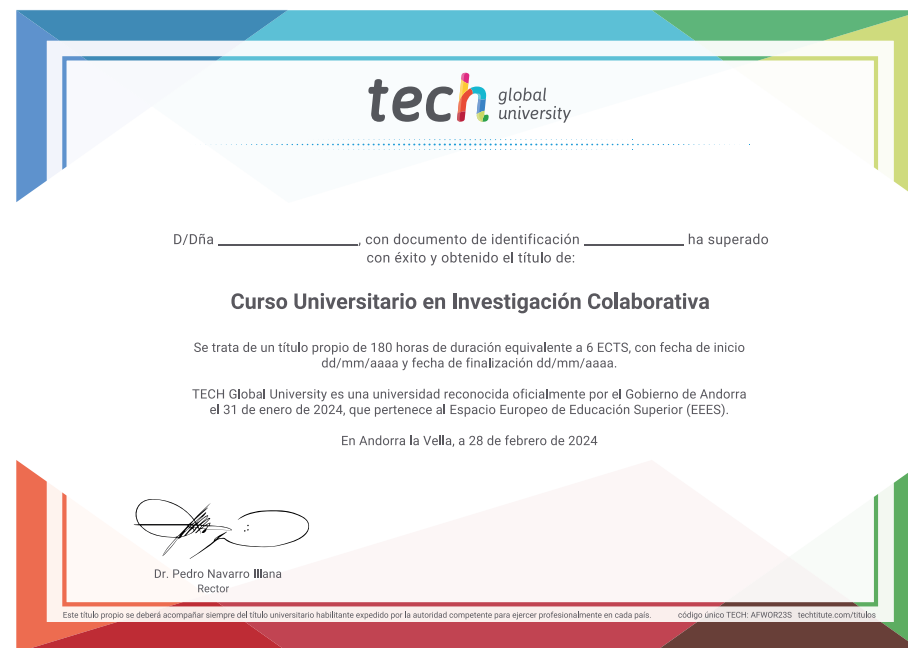 tech global university
D/Dña ______________, con documento de identificación __________ ha superado
con éxito y obtenido el título de:
Curso Universitario en Investigación Colaborativa
Se trata de un título propio de 180 horas de duración equivalente a 6 ECTS, con fecha de inicio
dd/mm/aaaa y fecha de finalización dd/mm/aaaa.
TECH Global University es una universidad reconocida oficialmente por el Gobierno de Andorra
el 31 de enero de 2024, que pertenece al Espacio Europeo de Educación Superior (EEES).
En Andorra la Vella, a 28 de febrero de 2024
Dr. Pedro Navarro Illana
Rector
Este título propio se deberá acompañar siempre del título universitario habilitante expedido por la autoridad competente para ejercer profesionalmente en cada país. código único TECH: AFWOR23S techtitute.com/titulos